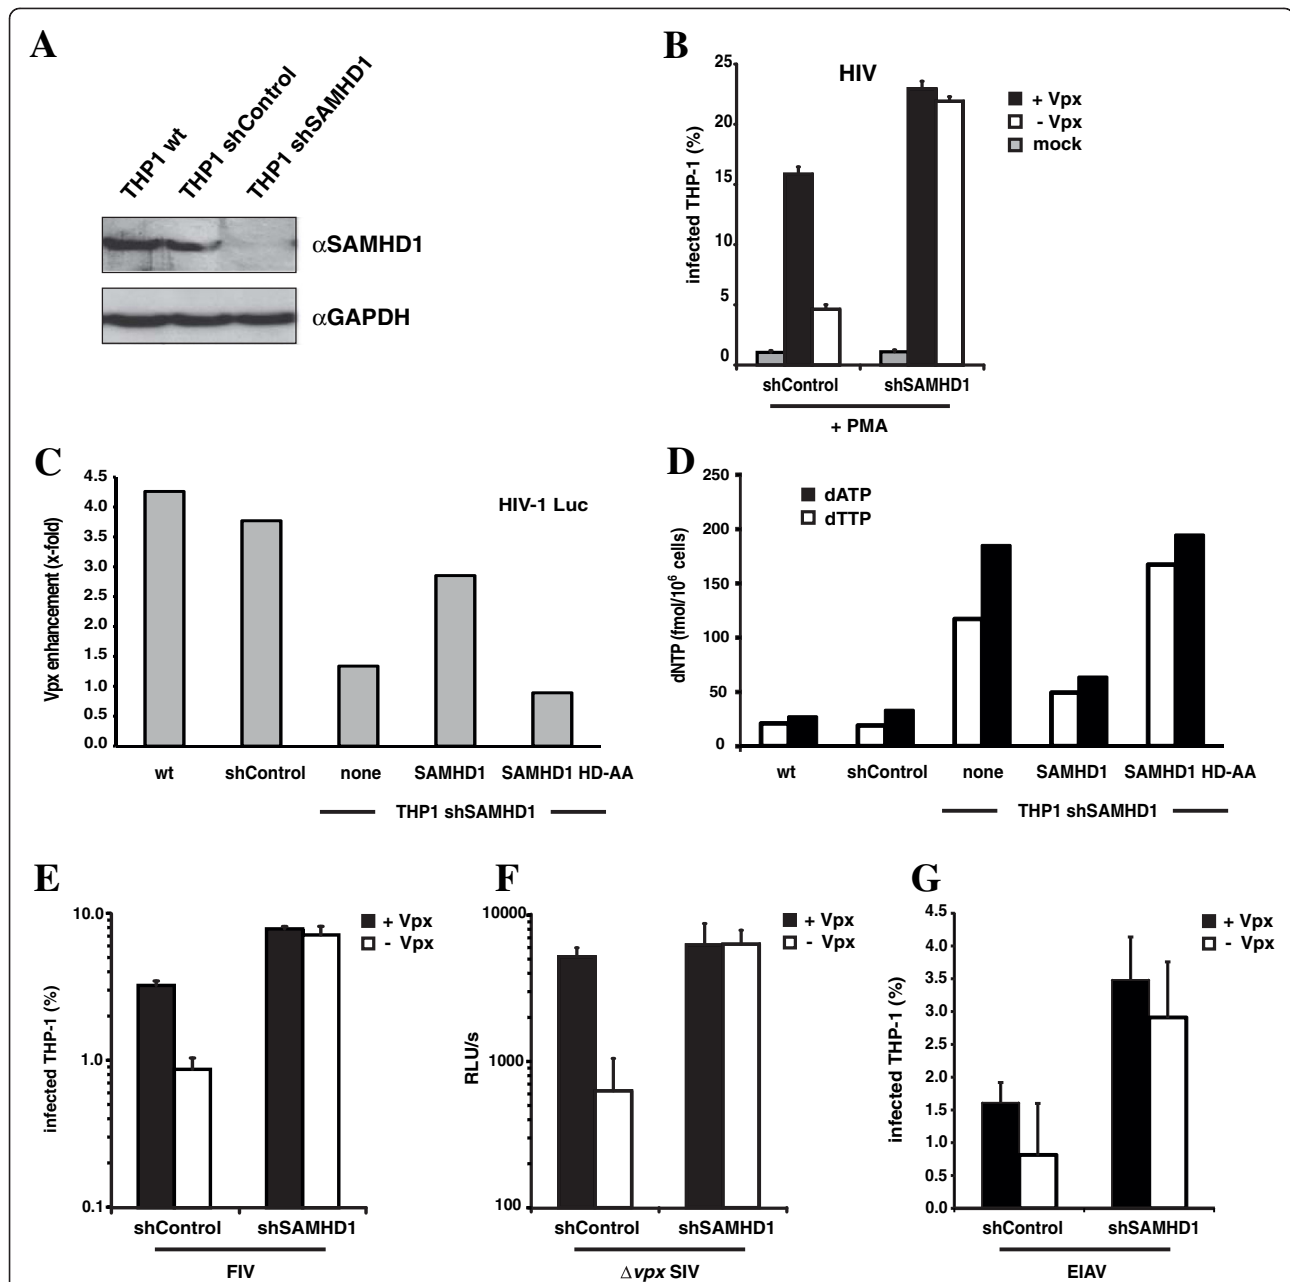 A
THP1 wt
THP1 shControl
THP1 shSAMHD1
αSAMHD1
αGAPDH
B
HIV
+ Vpx
- Vpx
mock
infected THP-1 (%)
25
20
15
10
5
0
shControl shSAMHD1
+ PMA
C
HIV-1 Luc
Vpx enhancement (x-fold)
4.5
4.0
3.5
3.0
2.5
2.0
1.5
1.0
0.5
0.0
wt shControl none SAMHD1 SAMHD1 HD-AA
THP1 shSAMHD1
D
dATP
dTTP
dNTP (fmol/10⁶ cells)
250
200
150
100
50
0
wt shControl none SAMHD1 SAMHD1 HD-AA
THP1 shSAMHD1
E
+ Vpx
- Vpx
infected THP-1 (%)
10.0
1.0
0.1
shControl shSAMHD1
FIV
F
+ Vpx
- Vpx
RLU/s
10000
1000
100
shControl shSAMHD1
Δvpx SIV
G
+ Vpx
- Vpx
infected THP-1 (%)
4.5
4.0
3.5
3.0
2.5
2.0
1.5
1.0
0.5
0.0
shControl shSAMHD1
EIAV